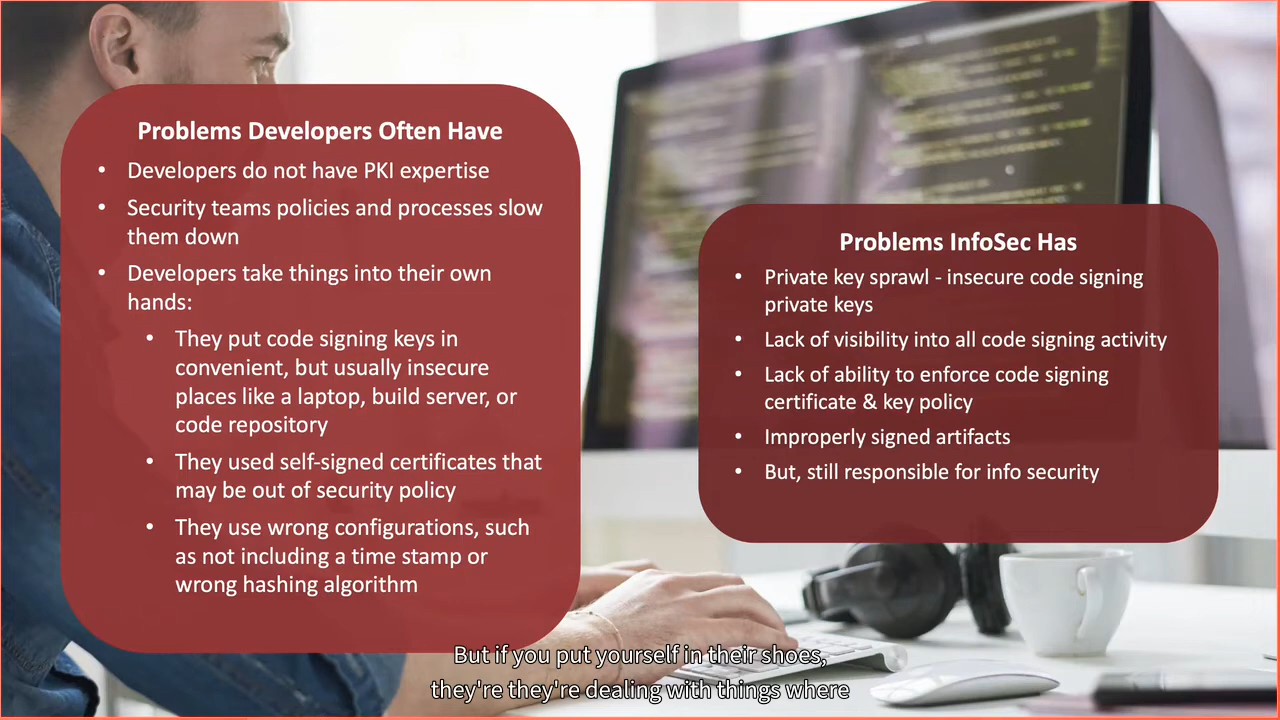 Problems Developers Often Have
• Developers do not have PKI expertise
• Security teams policies and processes slow
them down
• Developers take things into their own
hands:
• They put code signing keys in
convenient, but usually insecure
places like a laptop, build server, or
code repository
• They used self-signed certificates that
may be out of security policy
• They use wrong configurations, such
as not including a time stamp or
wrong hashing algorithm
Problems InfoSec Has
• Private key sprawl - insecure code signing
private keys
• Lack of visibility into all code signing activity
• Lack of ability to enforce code signing
certificate & key policy
• Improperly signed artifacts
• But, still responsible for info security
But if you put yourself in their shoes,
they're they're dealing with things where